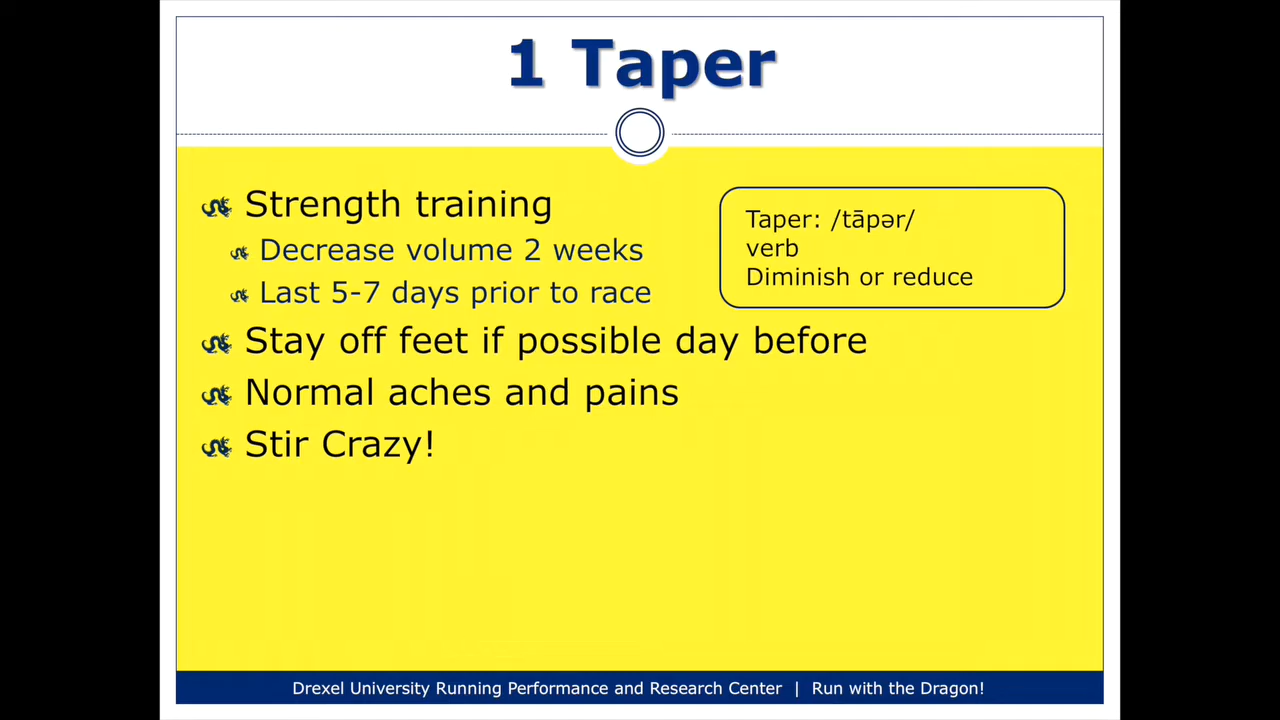 1 Taper
Strength training
Decrease volume 2 weeks
Last 5-7 days prior to race
Stay off feet if possible day before
Normal aches and pains
Stir Crazy!
Taper: /tāpər/
verb
Diminish or reduce
Drexel University Running Performance and Research Center | Run with the Dragon!